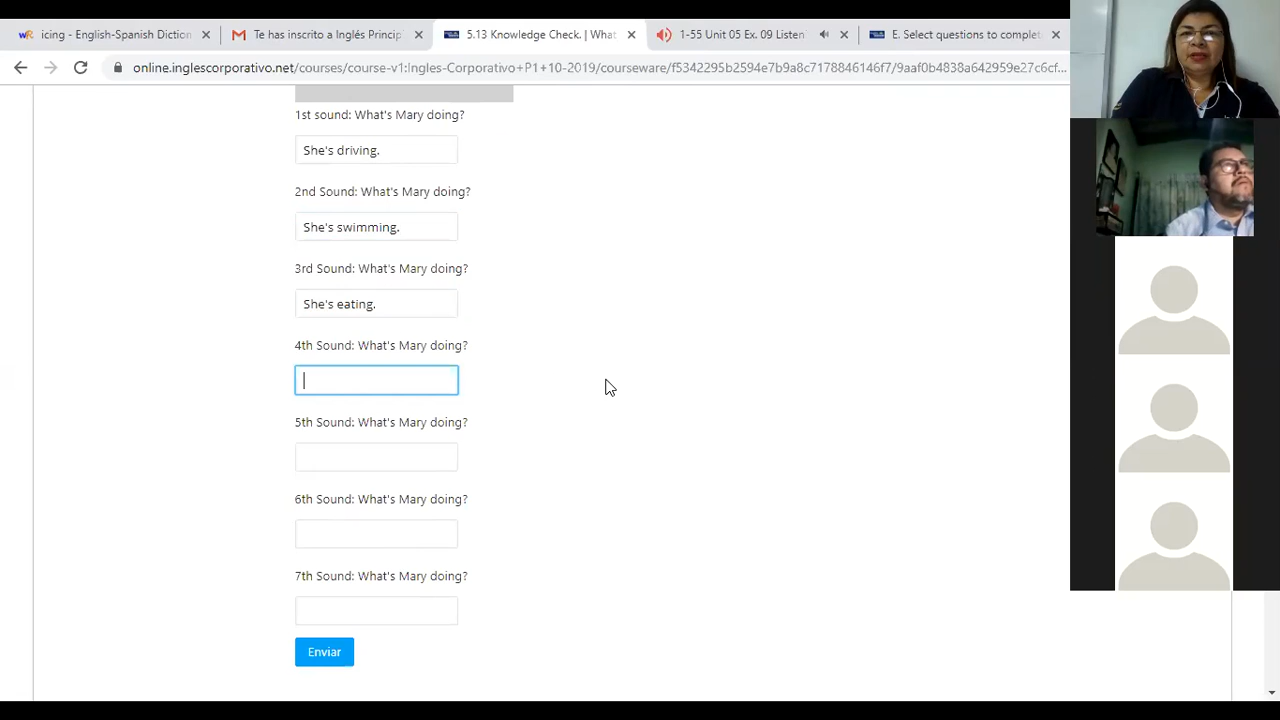 icing - English-Spanish Diction
Te has inscrito a Inglés Princip
5.13 Knowledge Check. | What
1-55 Unit 05 Ex. 09 Listen
E. Select questions to complet
online.inglescorporativo.net/courses/course-v1:Ingles-Corporativo+P1+10-2019/courseware/f5342295b2594e7b9a8c7178846146f7/9aaf0b4838a642959e27c6cf...
1st sound: What's Mary doing?
She's driving.
2nd Sound: What's Mary doing?
She's swimming.
3rd Sound: What's Mary doing?
She's eating.
4th Sound: What's Mary doing?
5th Sound: What's Mary doing?
6th Sound: What's Mary doing?
7th Sound: What's Mary doing?
Enviar